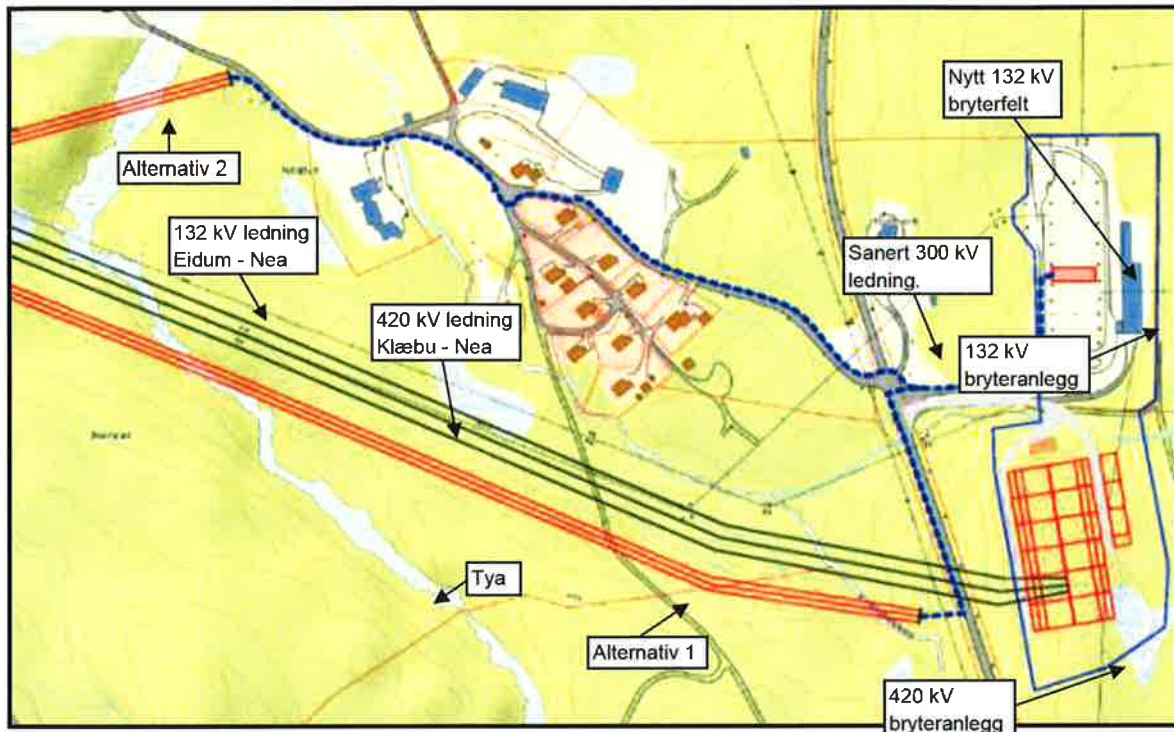 Nytt 132 kV
bryterfelt
Alternativ 2
132 kV ledning
Eidum - Nea
Sanert 300 kV
ledning.
420 kV ledning
Klæbu - Nea
132 kV
bryteranlegg
Tya
Alternativ 1
420 kV
bryteranlegg